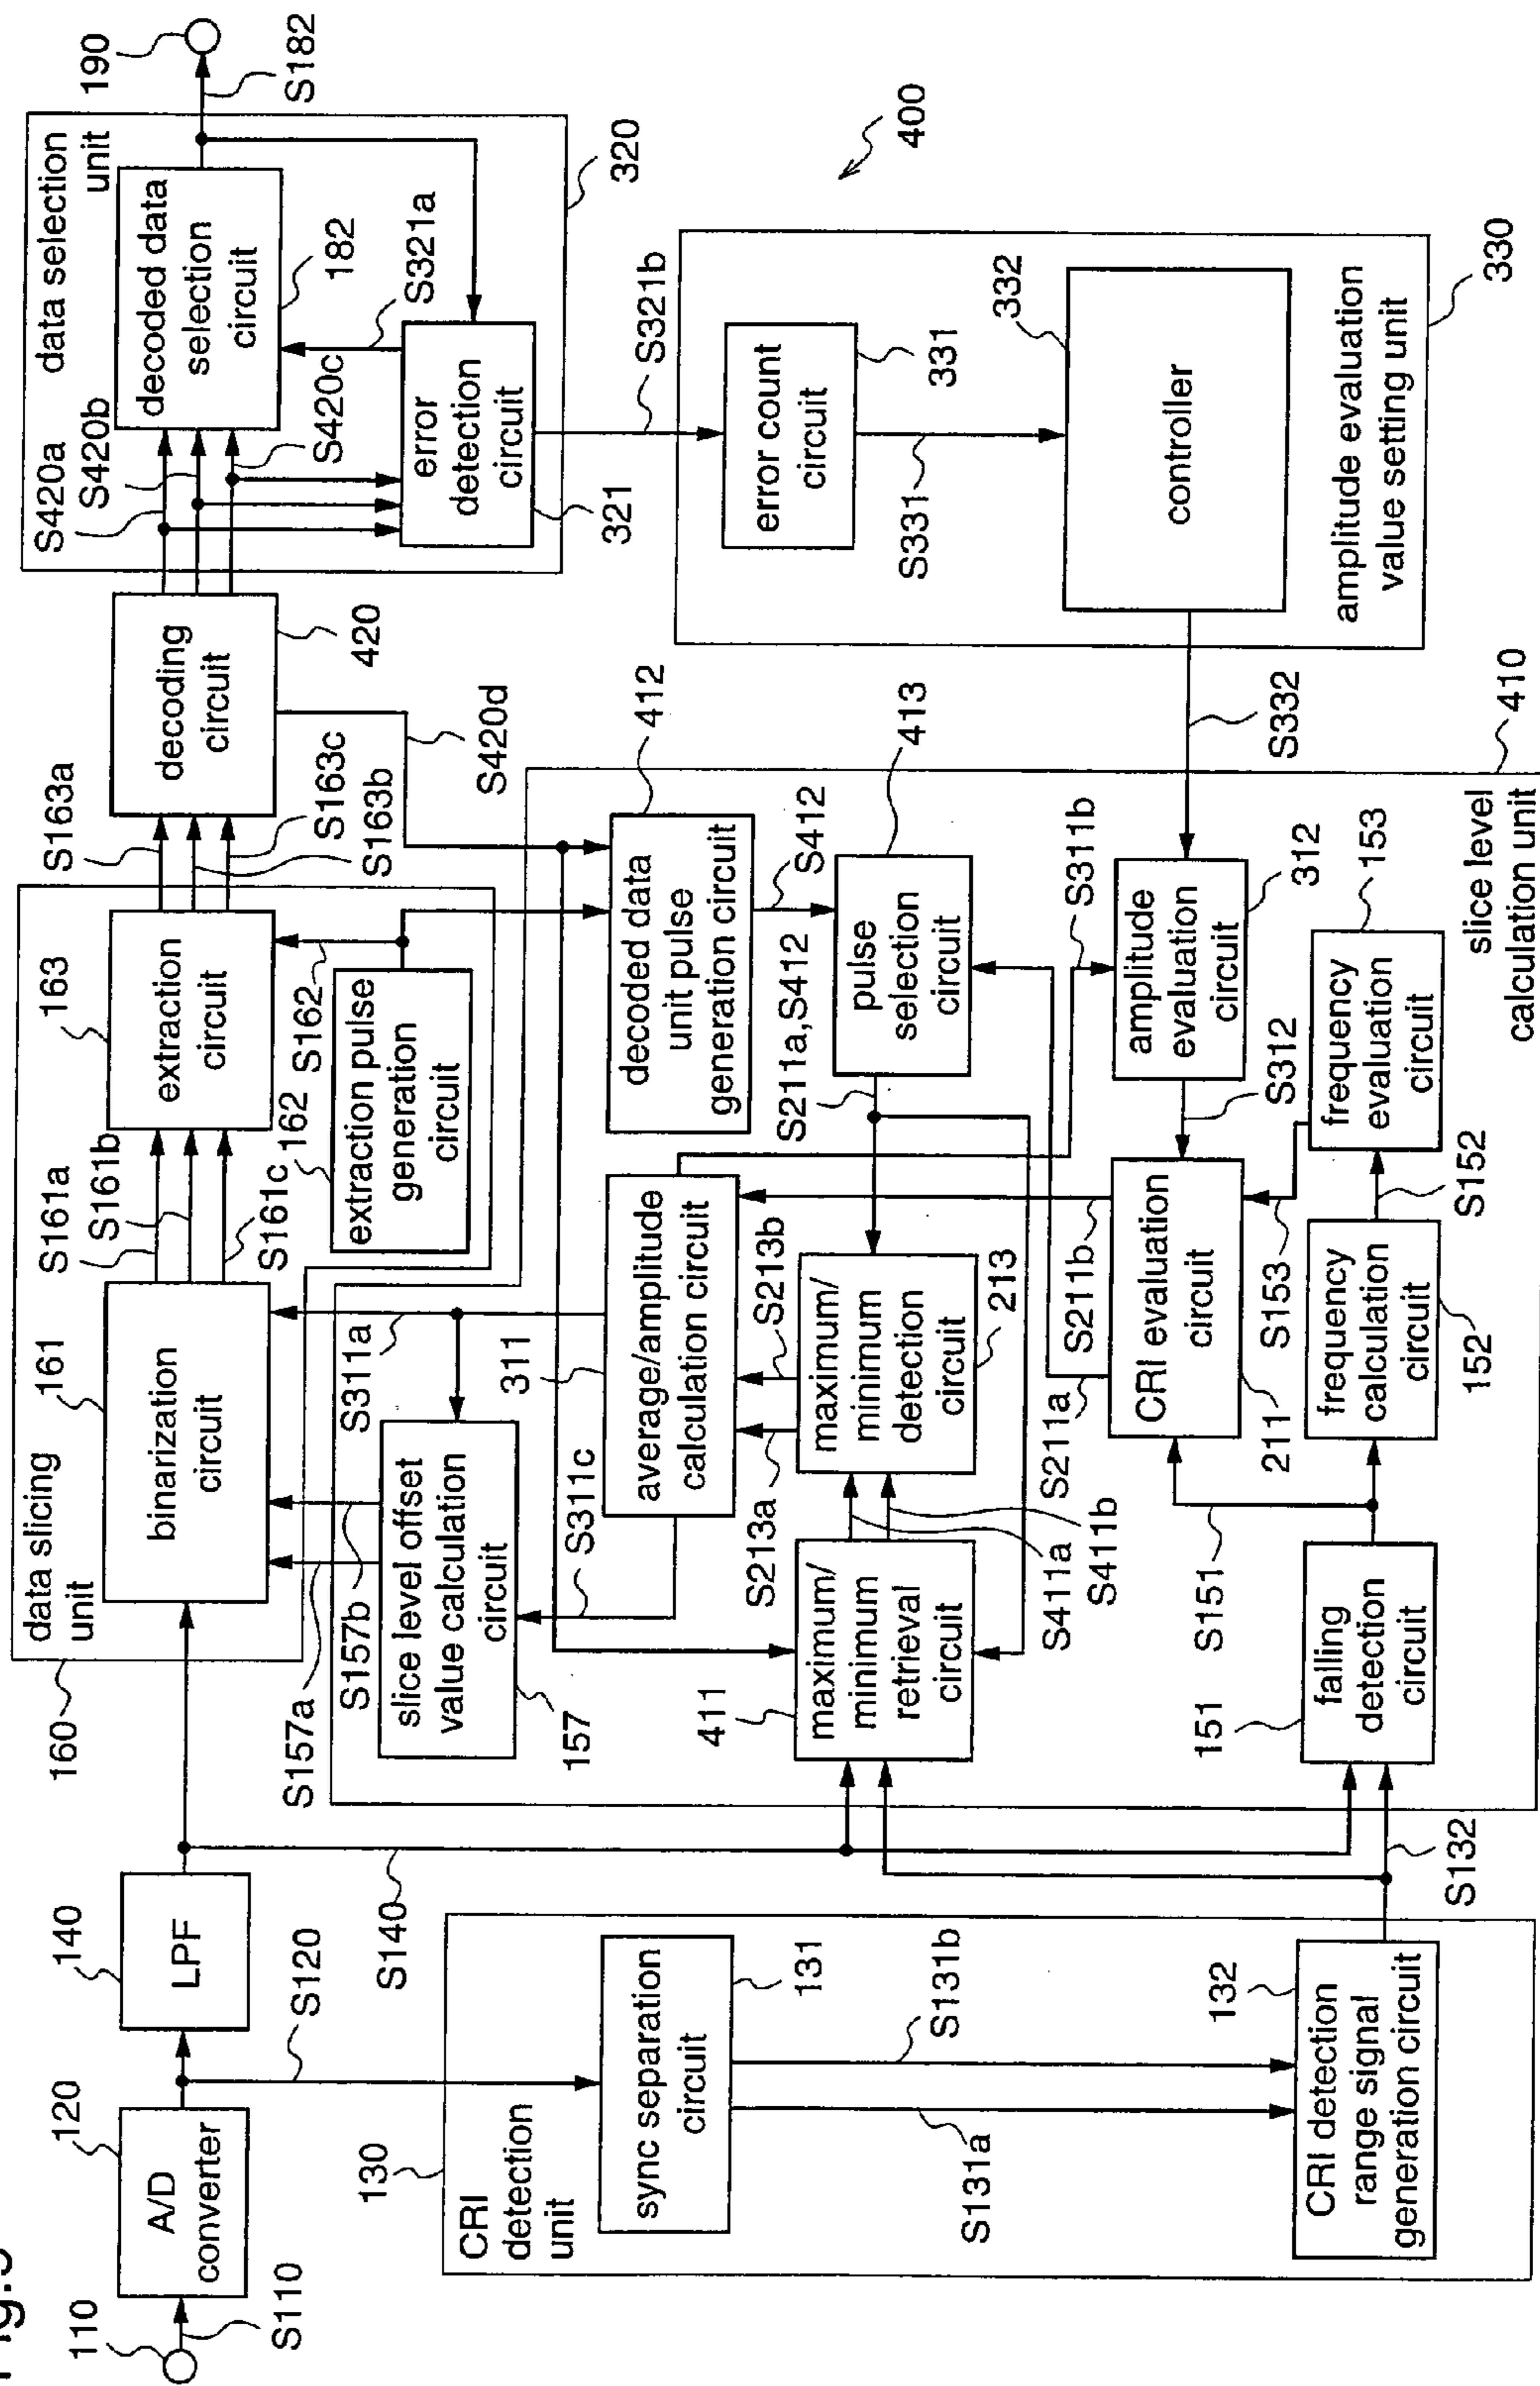 110
S110
120
A/D
converter
S120
140
LPF
S140
130
CRI
detection
unit
sync separation
circuit
131
S131a
S131b
132
CRI detection
range signal
generation circuit
S132
160
data slicing
unit
161
binarization
circuit
S161a
S161b
S161c
163
extraction
circuit
162
S162
extraction pulse
generation
circuit
S163a
S163c
S163b
decoding
circuit
420
S420d
S420a
S420b
S420c
data selection
unit
decoded data
selection
circuit
182
S321a
error
detection
circuit
321
320
S182
190
S321b
400
error count
circuit
331
S331
332
controller
amplitude evaluation
value setting unit
330
S332
S157a
S157b
slice level offset
value calculation
circuit
157
S311a
S311c
311
average/amplitude
calculation circuit
decoded data
unit pulse
generation circuit
412
S412
413
pulse
selection
circuit
S211a,S412
S311b
411
maximum/
minimum
retrieval
circuit
S411a
S411b
S213a
S213b
maximum/
minimum
detection
circuit
213
S211a
S211b
CRI evaluation
circuit
211
S312
amplitude
evaluation
circuit
312
151
falling
detection
circuit
S151
frequency
calculation
circuit
152
S152
S153
frequency
evaluation
circuit
153
slice level
calculation unit
410